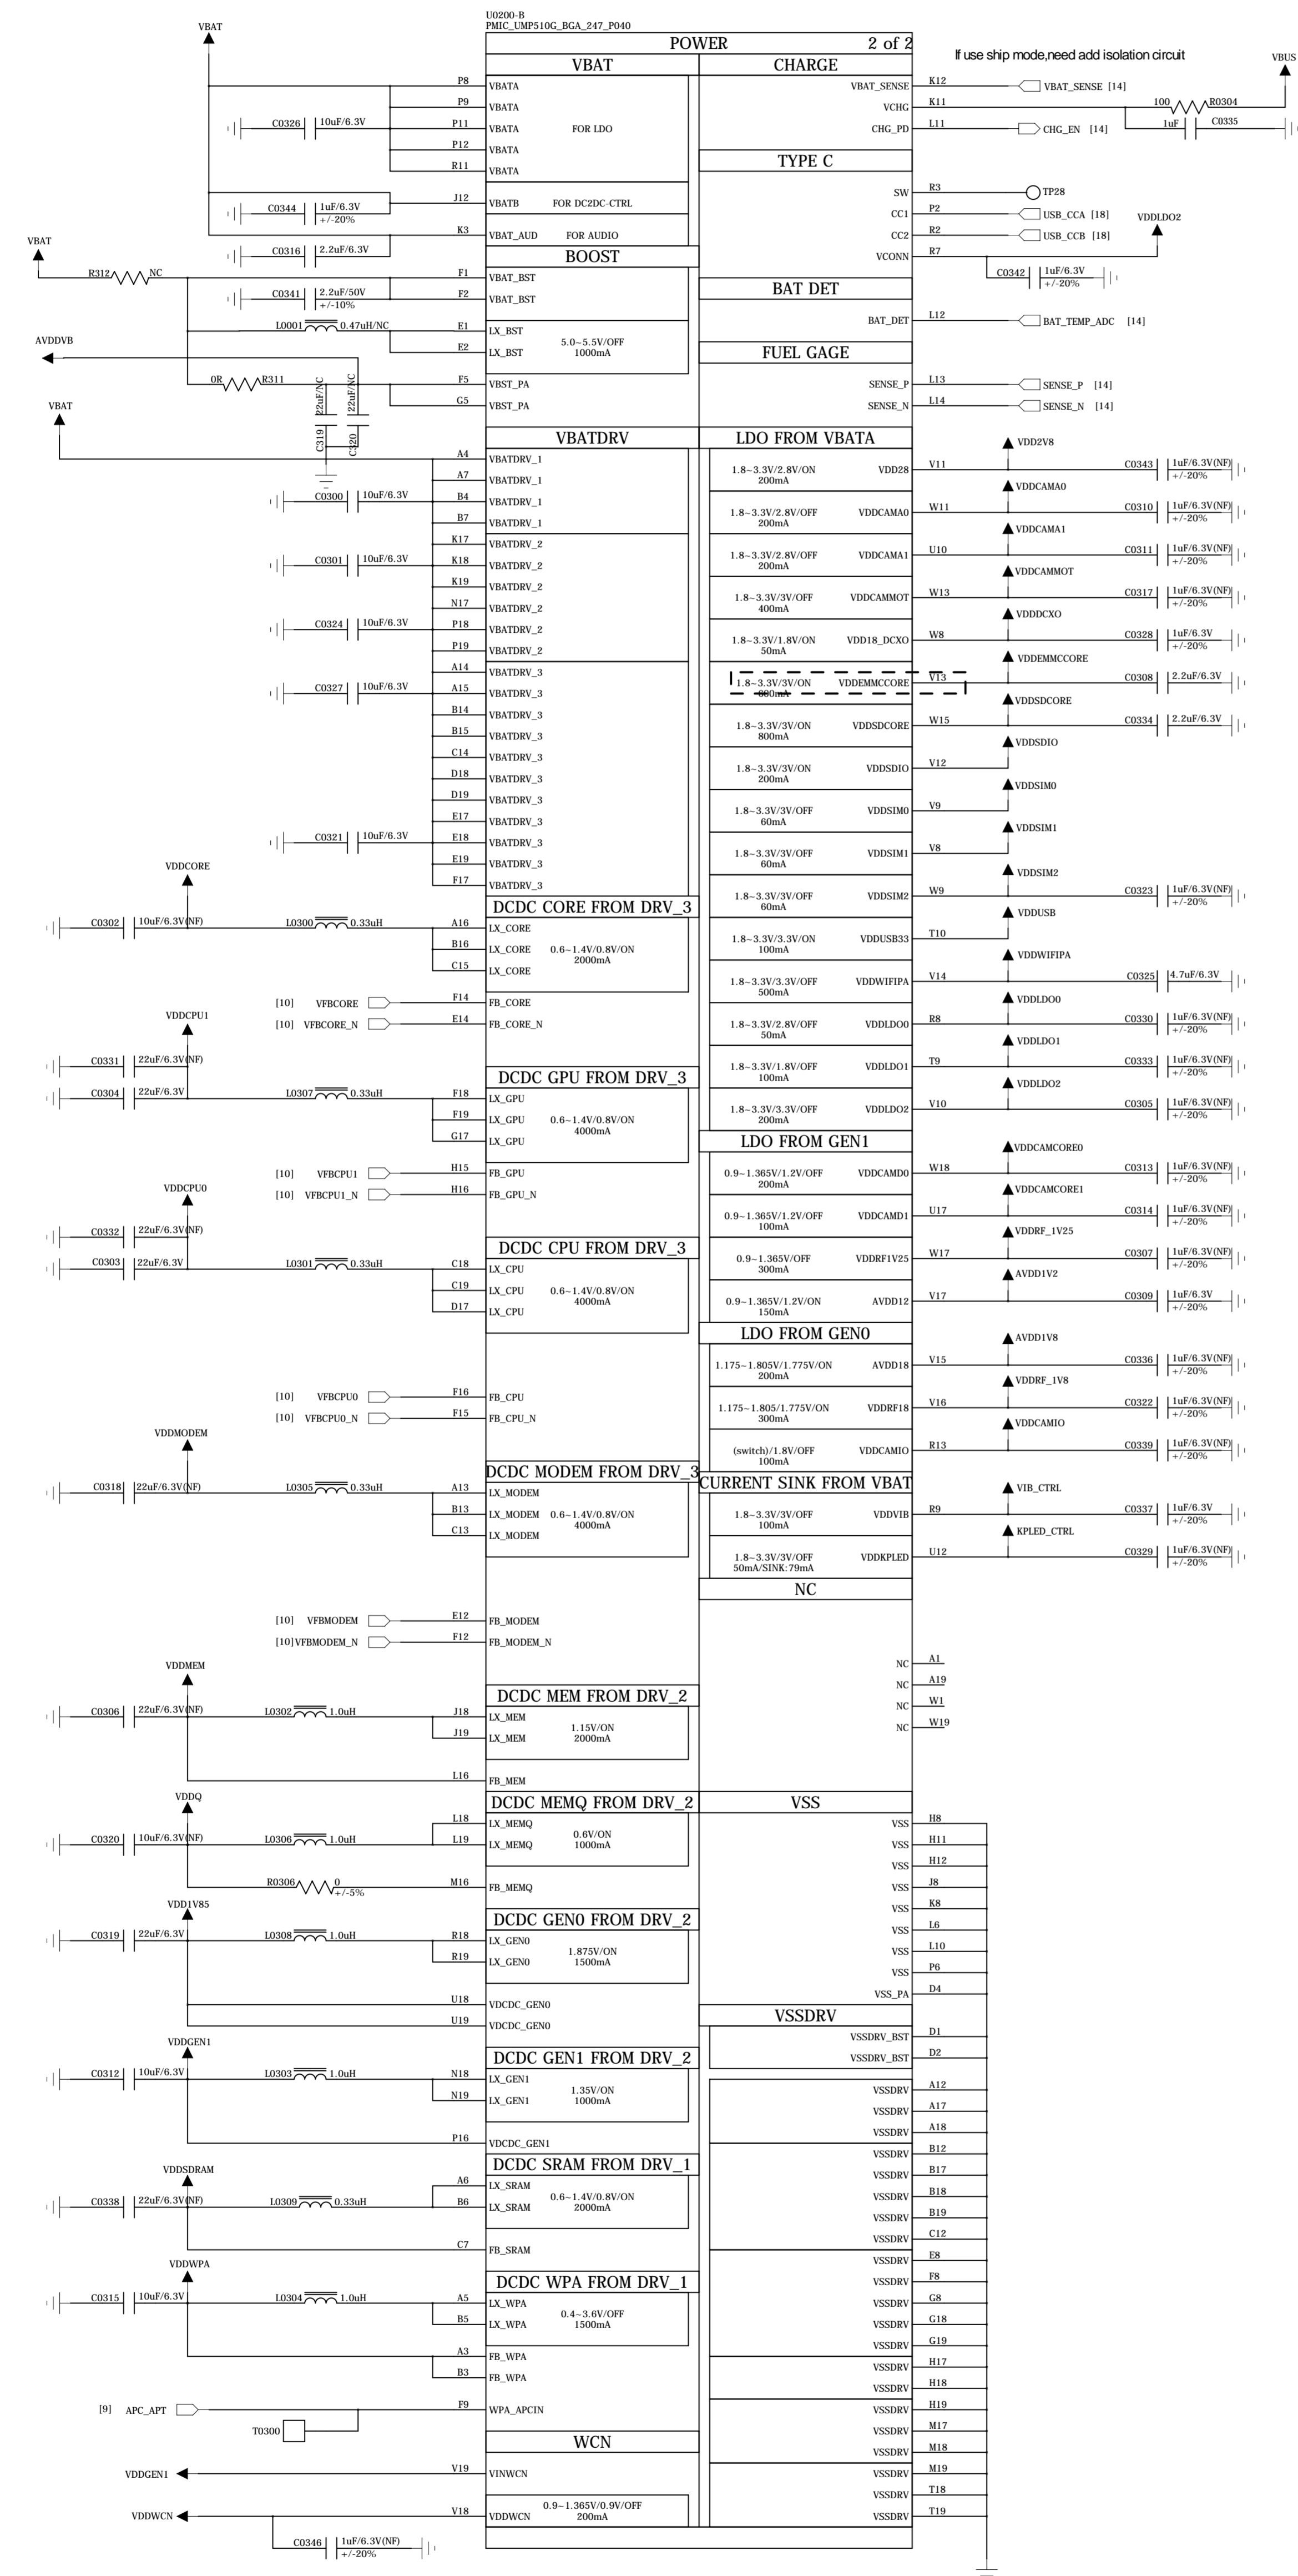 U0200-B
PMIC_UMP510G_BGA_247_P040
POWER 2 of 2
If use ship mode,need add isolation circuit
VBAT
VBUS
VBAT
CHARGE
P8 VBATA
P9 VBATA
C0326 10uF/6.3V P11 VBATA FOR LDO
P12 VBATA
R11 VBATA
J12 VBATB FOR DC2DC-CTRL
C0344 1uF/6.3V
+/-20%
K3 VBAT_AUD FOR AUDIO
C0316 2.2uF/6.3V
VBAT_SENSE K12 VBAT_SENSE [14]
VCHG K11 100 R0304
CHG_PD L11 CHG_EN [14] 1uF C0335
TYPE C
SW R3 TP28
CC1 P2 USB_CCA [18]
CC2 R2 USB_CCB [18]
VDDLDO2
VCONN R7
C0342 1uF/6.3V
+/-20%
BOOST
VBAT
R312 NC F1 VBAT_BST
C0341 2.2uF/50V F2 VBAT_BST
+/-10%
L0001 0.47uH/NC E1 LX_BST
5.0~5.5V/OFF
1000mA
AVDDVB E2 LX_BST
0R R311 F5 VBST_PA
G5 VBST_PA
22uF/NC
22uF/NC
C319
C320
BAT DET
BAT_DET L12 BAT_TEMP_ADC [14]
FUEL GAGE
SENSE_P L13 SENSE_P [14]
SENSE_N L14 SENSE_N [14]
VBAT
VBATDRV
A4 VBATDRV_1
A7 VBATDRV_1
C0300 10uF/6.3V B4 VBATDRV_1
B7 VBATDRV_1
K17 VBATDRV_2
C0301 10uF/6.3V K18 VBATDRV_2
K19 VBATDRV_2
N17 VBATDRV_2
C0324 10uF/6.3V P18 VBATDRV_2
P19 VBATDRV_2
A14 VBATDRV_3
C0327 10uF/6.3V A15 VBATDRV_3
B14 VBATDRV_3
B15 VBATDRV_3
C14 VBATDRV_3
D18 VBATDRV_3
D19 VBATDRV_3
E17 VBATDRV_3
C0321 10uF/6.3V E18 VBATDRV_3
E19 VBATDRV_3
F17 VBATDRV_3
LDO FROM VBATA
VDD2V8
1.8~3.3V/2.8V/ON VDD28 V11 C0343 1uF/6.3V(NF)
200mA +/-20%
VDDCAMA0
1.8~3.3V/2.8V/OFF VDDCAMA0 W11 C0310 1uF/6.3V(NF)
200mA +/-20%
VDDCAMA1
1.8~3.3V/2.8V/OFF VDDCAMA1 U10 C0311 1uF/6.3V(NF)
200mA +/-20%
VDDCAMMOT
1.8~3.3V/3V/OFF VDDCAMMOT W13 C0317 1uF/6.3V(NF)
400mA +/-20%
VDDDCXO
1.8~3.3V/1.8V/ON VDD18_DCXO W8 C0328 1uF/6.3V
50mA +/-20%
VDDEMMCCORE
1.8~3.3V/3V/ON VDDEMMCCORE V13 C0308 2.2uF/6.3V
VDDSDCORE
1.8~3.3V/3V/ON VDDSDCORE W15 C0334 2.2uF/6.3V
800mA
VDDSDIO
1.8~3.3V/3V/ON VDDSDIO V12
200mA
VDDSIM0
1.8~3.3V/3V/OFF VDDSIM0 V9
60mA
VDDSIM1
1.8~3.3V/3V/OFF VDDSIM1 V8
60mA
VDDSIM2
1.8~3.3V/3V/OFF VDDSIM2 W9 C0323 1uF/6.3V(NF)
60mA +/-20%
VDDUSB
1.8~3.3V/3.3V/ON VDDUSB33 T10
100mA
VDDWIFIPA
1.8~3.3V/3.3V/OFF VDDWIFIPA V14 C0325 4.7uF/6.3V
500mA
VDDLDO0
1.8~3.3V/2.8V/OFF VDDLDO0 R8 C0330 1uF/6.3V(NF)
50mA +/-20%
VDDLDO1
1.8~3.3V/1.8V/OFF VDDLDO1 T9 C0333 1uF/6.3V(NF)
100mA +/-20%
VDDLDO2
1.8~3.3V/3.3V/OFF VDDLDO2 V10 C0305 1uF/6.3V(NF)
200mA +/-20%
VDDCORE
DCDC CORE FROM DRV_3
C0302 10uF/6.3V(NF) L0300 0.33uH A16 LX_CORE
B16 LX_CORE 0.6~1.4V/0.8V/ON
2000mA
C15 LX_CORE
[10] VFBCORE F14 FB_CORE
[10] VFBCORE_N E14 FB_CORE_N
VDDCPU1
C0331 22uF/6.3V(NF)
DCDC GPU FROM DRV_3
C0304 22uF/6.3V L0307 0.33uH F18 LX_GPU
F19 LX_GPU 0.6~1.4V/0.8V/ON
4000mA
G17 LX_GPU
[10] VFBCPU1 H15 FB_GPU
[10] VFBCPU1_N H16 FB_GPU_N
VDDCPU0
C0332 22uF/6.3V(NF)
DCDC CPU FROM DRV_3
C0303 22uF/6.3V L0301 0.33uH C18 LX_CPU
C19 LX_CPU 0.6~1.4V/0.8V/ON
4000mA
D17 LX_CPU
[10] VFBCPU0 F16 FB_CPU
[10] VFBCPU0_N F15 FB_CPU_N
LDO FROM GEN1
VDDCAMCORE0
0.9~1.365V/1.2V/OFF VDDCAMD0 W18 C0313 1uF/6.3V(NF)
200mA +/-20%
VDDCAMCORE1
0.9~1.365V/1.2V/OFF VDDCAMD1 U17 C0314 1uF/6.3V(NF)
100mA +/-20%
VDDRF_1V25
0.9~1.365V/OFF VDDRF1V25 W17 C0307 1uF/6.3V(NF)
300mA +/-20%
AVDD1V2
0.9~1.365V/1.2V/ON AVDD12 V17 C0309 1uF/6.3V
150mA +/-20%
LDO FROM GEN0
AVDD1V8
1.175~1.805V/1.775V/ON AVDD18 V15 C0336 1uF/6.3V(NF)
200mA +/-20%
VDDRF_1V8
1.175~1.805/1.775V/ON VDDRF18 V16 C0322 1uF/6.3V(NF)
300mA +/-20%
VDDCAMIO
(switch)/1.8V/OFF VDDCAMIO R13 C0339 1uF/6.3V(NF)
100mA +/-20%
VDDMODEM
DCDC MODEM FROM DRV_3
C0318 22uF/6.3V(NF) L0305 0.33uH A13 LX_MODEM
B13 LX_MODEM 0.6~1.4V/0.8V/ON
4000mA
C13 LX_MODEM
[10] VFBMODEM E12 FB_MODEM
[10] VFBMODEM_N F12 FB_MODEM_N
CURRENT SINK FROM VBAT
VIB_CTRL
1.8~3.3V/3V/OFF VDDVIB R9 C0337 1uF/6.3V
100mA +/-20%
KPLED_CTRL
1.8~3.3V/3V/OFF VDDKPLED U12 C0329 1uF/6.3V(NF)
50mA/SINK:79mA +/-20%
NC
NC A1
NC A19
NC W1
NC W19
VDDMEM
DCDC MEM FROM DRV_2
C0306 22uF/6.3V(NF) L0302 1.0uH J18 LX_MEM
1.15V/ON
2000mA
J19 LX_MEM
L16 FB_MEM
VDDQ
DCDC MEMQ FROM DRV_2
L18 LX_MEMQ
0.6V/ON
1000mA
C0320 10uF/6.3V(NF) L0306 1.0uH L19 LX_MEMQ
R0306 0 M16 FB_MEMQ
+/-5%
VDD1V85
DCDC GEN0 FROM DRV_2
C0319 22uF/6.3V L0308 1.0uH R18 LX_GEN0
1.875V/ON
1500mA
R19 LX_GEN0
U18 VDCDC_GEN0
U19 VDCDC_GEN0
VDDGEN1
DCDC GEN1 FROM DRV_2
C0312 10uF/6.3V L0303 1.0uH N18 LX_GEN1
1.35V/ON
1000mA
N19 LX_GEN1
P16 VDCDC_GEN1
VDDSDRAM
DCDC SRAM FROM DRV_1
A6 LX_SRAM
0.6~1.4V/0.8V/ON
2000mA
C0338 22uF/6.3V(NF) L0309 0.33uH B6 LX_SRAM
C7 FB_SRAM
VDDWPA
DCDC WPA FROM DRV_1
C0315 10uF/6.3V L0304 1.0uH A5 LX_WPA
0.4~3.6V/OFF
1500mA
B5 LX_WPA
A3 FB_WPA
B3 FB_WPA
[9] APC_APT F9 WPA_APCIN
T0300
WCN
VDDGEN1 V19 VINWCN
0.9~1.365V/0.9V/OFF
200mA
VDDWCN V18 VDDWCN
C0346 1uF/6.3V(NF)
+/-20%
VSS
VSS H8
VSS H11
VSS H12
VSS J8
VSS K8
VSS L6
VSS L10
VSS P6
VSS_PA D4
VSSDRV
VSSDRV_BST D1
VSSDRV_BST D2
VSSDRV A12
VSSDRV A17
VSSDRV A18
VSSDRV B12
VSSDRV B17
VSSDRV B18
VSSDRV B19
VSSDRV C12
VSSDRV E8
VSSDRV F8
VSSDRV G8
VSSDRV G18
VSSDRV G19
VSSDRV H17
VSSDRV H18
VSSDRV H19
VSSDRV M17
VSSDRV M18
VSSDRV M19
VSSDRV T18
VSSDRV T19